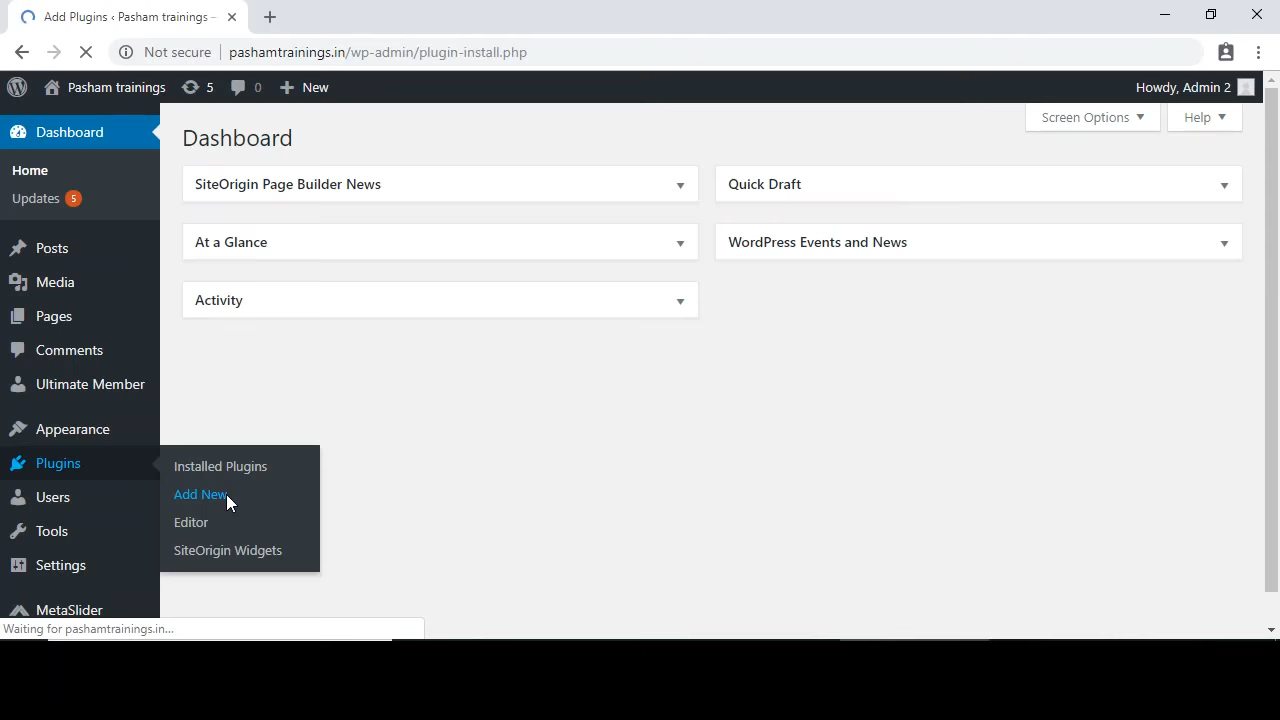 Add Plugins ‹ Pasham trainings –
Not secure pashamtrainings.in/wp-admin/plugin-install.php
Pasham trainings 5 0 New Howdy, Admin 2
Dashboard
Home
Updates 5
Posts
Media
Pages
Comments
Ultimate Member
Appearance
Plugins
Users
Tools
Settings
MetaSlider
Installed Plugins
Add New
Editor
SiteOrigin Widgets
Screen Options Help
Dashboard
SiteOrigin Page Builder News
Quick Draft
At a Glance
WordPress Events and News
Activity
Waiting for pashamtrainings.in...